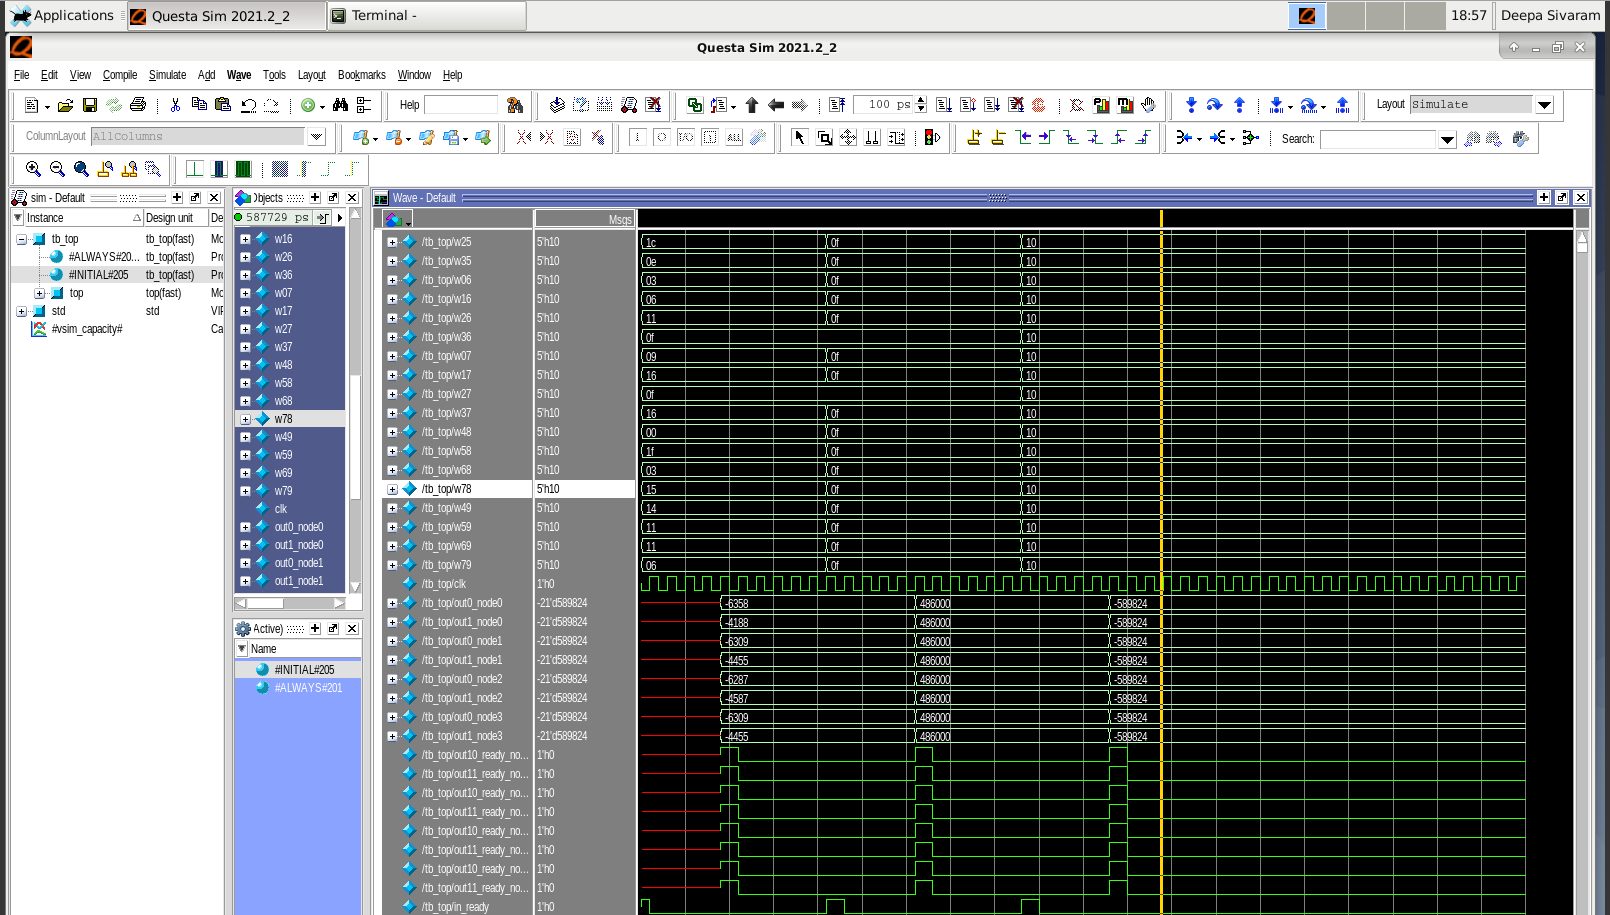 Applications
Questa Sim 2021.2_2
Terminal -
18:57
Deepa Sivaram
Questa Sim 2021.2_2
File Edit View Compile Simulate Add Wave Tools Layout Bookmarks Window Help
Help
100 ps
Layout Simulate
ColumnLayout AllColumns
Search:
sim - Default
Instance Design unit De
tb_top tb_top(fast) Mo
#ALWAYS#20... tb_top(fast) Pro
#INITIAL#205 tb_top(fast) Pro
top top(fast) Mo
std std VIF
#vsim_capacity# Ca
Objects
587729 ps
w16
w26
w36
w07
w17
w27
w37
w48
w58
w68
w78
w49
w59
w69
w79
clk
out0_node0
out1_node0
out0_node1
out1_node1
Active)
Name
#INITIAL#205
#ALWAYS#201
Wave - Default
Msgs
/tb_top/w25 5'h10 1c 0f 10
/tb_top/w35 5'h10 0e 0f 10
/tb_top/w06 5'h10 03 0f 10
/tb_top/w16 5'h10 06 0f 10
/tb_top/w26 5'h10 11 0f 10
/tb_top/w36 5'h10 0f 10
/tb_top/w07 5'h10 09 0f 10
/tb_top/w17 5'h10 16 0f 10
/tb_top/w27 5'h10 0f 10
/tb_top/w37 5'h10 16 0f 10
/tb_top/w48 5'h10 00 0f 10
/tb_top/w58 5'h10 1f 0f 10
/tb_top/w68 5'h10 03 0f 10
/tb_top/w78 5'h10 15 0f 10
/tb_top/w49 5'h10 14 0f 10
/tb_top/w59 5'h10 11 0f 10
/tb_top/w69 5'h10 11 0f 10
/tb_top/w79 5'h10 06 0f 10
/tb_top/clk 1'h0
/tb_top/out0_node0 -21'd589824 -6358 486000 -589824
/tb_top/out1_node0 -21'd589824 -4188 486000 -589824
/tb_top/out0_node1 -21'd589824 -6309 486000 -589824
/tb_top/out1_node1 -21'd589824 -4455 486000 -589824
/tb_top/out0_node2 -21'd589824 -6287 486000 -589824
/tb_top/out1_node2 -21'd589824 -4587 486000 -589824
/tb_top/out0_node3 -21'd589824 -6309 486000 -589824
/tb_top/out1_node3 -21'd589824 -4455 486000 -589824
/tb_top/out10_ready_no... 1'h0
/tb_top/out11_ready_no... 1'h0
/tb_top/out10_ready_no... 1'h0
/tb_top/out11_ready_no... 1'h0
/tb_top/out10_ready_no... 1'h0
/tb_top/out11_ready_no... 1'h0
/tb_top/out10_ready_no... 1'h0
/tb_top/out11_ready_no... 1'h0
/tb_top/in_ready 1'h0